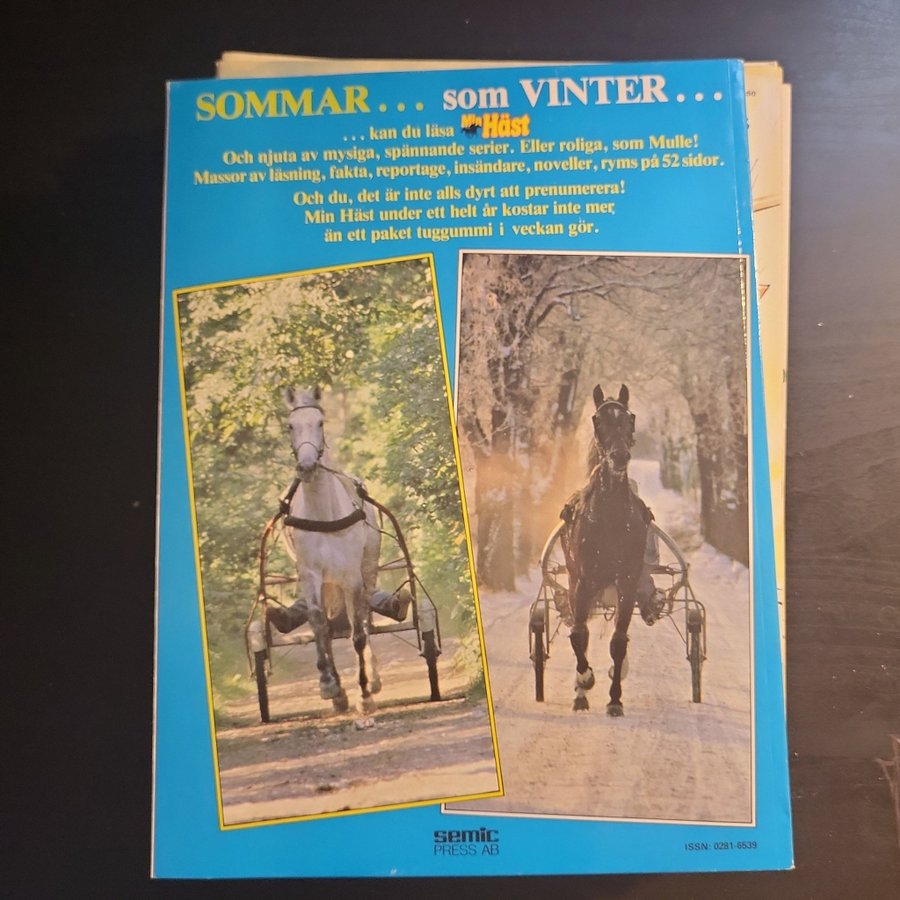 SOMMAR... som VINTER...
...kan du läsa Min Häst
Och njuta av mysiga, spännande serier. Eller roliga, som Mulle!
Massor av läsning, fakta, reportage, insändare, noveller, ryms på 52 sidor.
Och du, det är inte alls dyrt att prenumerera!
Min Häst under ett helt år kostar inte mer,
än ett paket tuggummi i veckan gör.
semic
PRESS AB
ISSN: 0281-6539